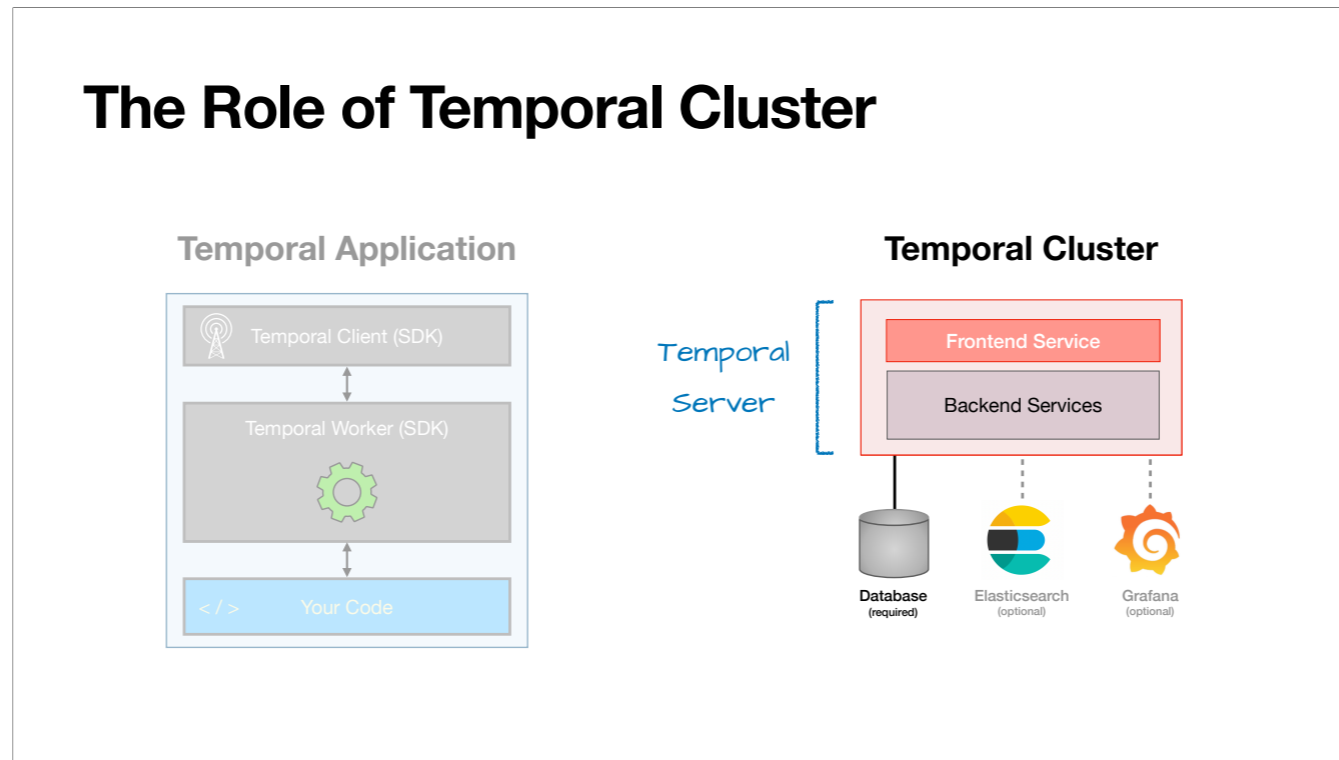 The Role of Temporal Cluster
Temporal Application
Temporal Client (SDK)
Temporal Worker (SDK)
< / >
Your Code
Temporal Cluster
Temporal
Server
Frontend Service
Backend Services
Database
(required)
Elasticsearch
(optional)
Grafana
(optional)